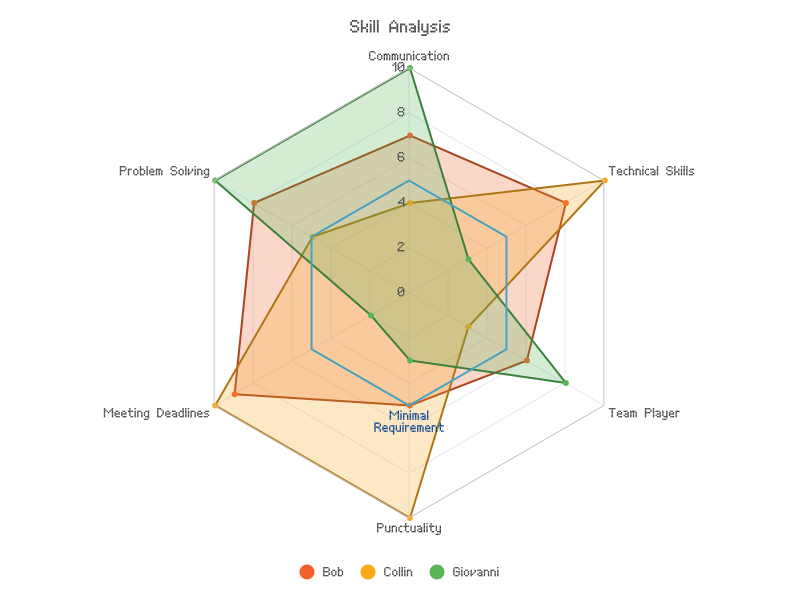 Skill Analysis
Communication
10
8
Problem Solving
Technical Skills
6
4
2
0
Meeting Deadlines
Team Player
Minimal
Requirement
Punctuality
Bob
Collin
Giovanni